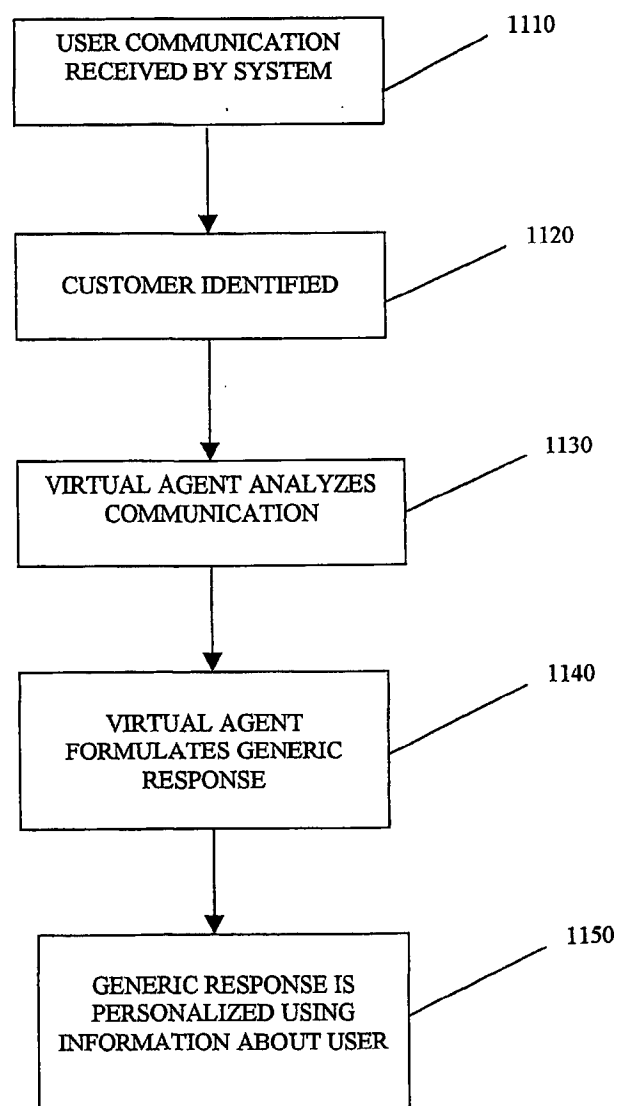 USER COMMUNICATION
RECEIVED BY SYSTEM
1110
CUSTOMER IDENTIFIED
1120
VIRTUAL AGENT ANALYZES
COMMUNICATION
1130
VIRTUAL AGENT
FORMULATES GENERIC
RESPONSE
1140
GENERIC RESPONSE IS
PERSONALIZED USING
INFORMATION ABOUT USER
1150